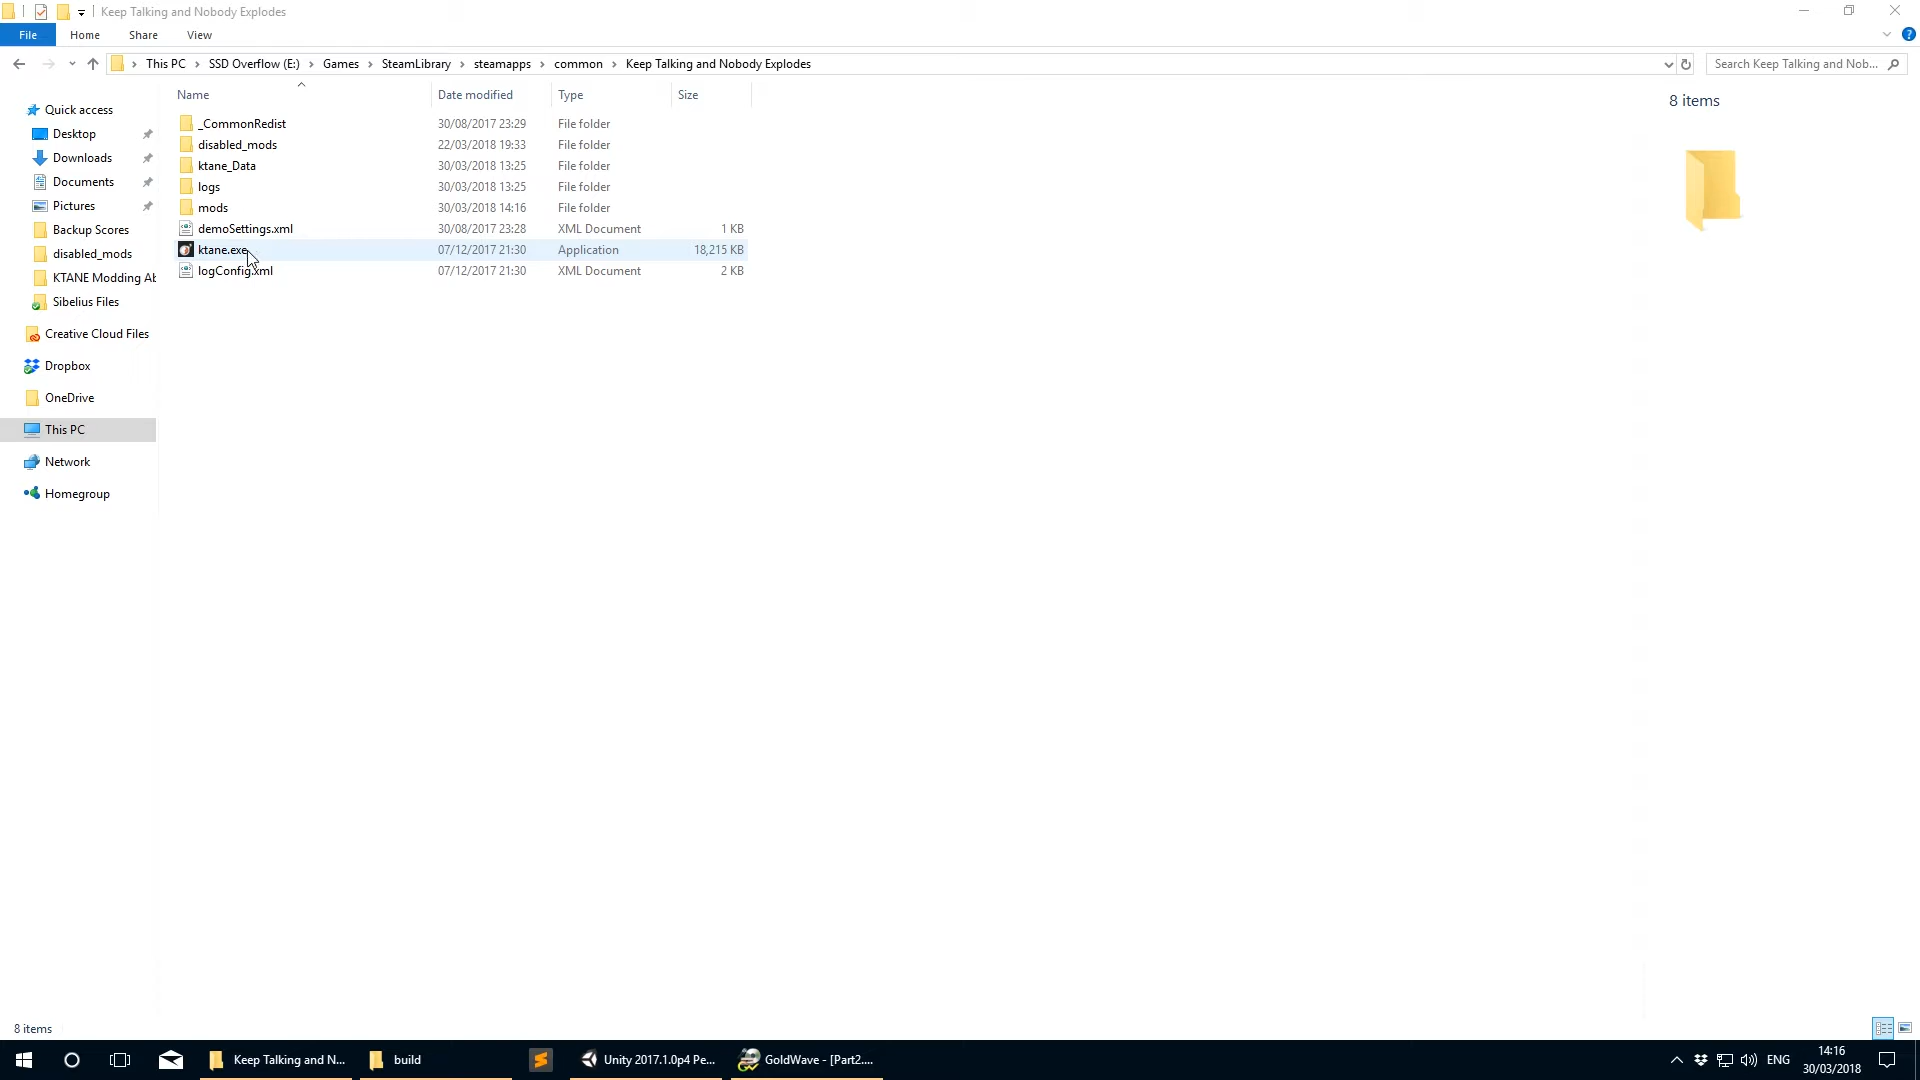 Keep Talking and Nobody Explodes
File Home Share View
This PC SSD Overflow (E:) Games SteamLibrary steamapps common Keep Talking and Nobody Explodes
Search Keep Talking and Nob...
Name Date modified Type Size
_CommonRedist 30/08/2017 23:29 File folder
disabled_mods 22/03/2018 19:33 File folder
ktane_Data 30/03/2018 13:25 File folder
logs 30/03/2018 13:25 File folder
mods 30/03/2018 14:16 File folder
demoSettings.xml 30/08/2017 23:28 XML Document 1 KB
ktane.exe 07/12/2017 21:30 Application 18,215 KB
logConfig.xml 07/12/2017 21:30 XML Document 2 KB
Quick access
Desktop
Downloads
Documents
Pictures
Backup Scores
disabled_mods
KTANE Modding Ab
Sibelius Files
Creative Cloud Files
Dropbox
OneDrive
This PC
Network
Homegroup
8 items
8 items
Keep Talking and N... build Unity 2017.1.0p4 Pe... GoldWave - [Part2.... ENG 14:16
30/03/2018